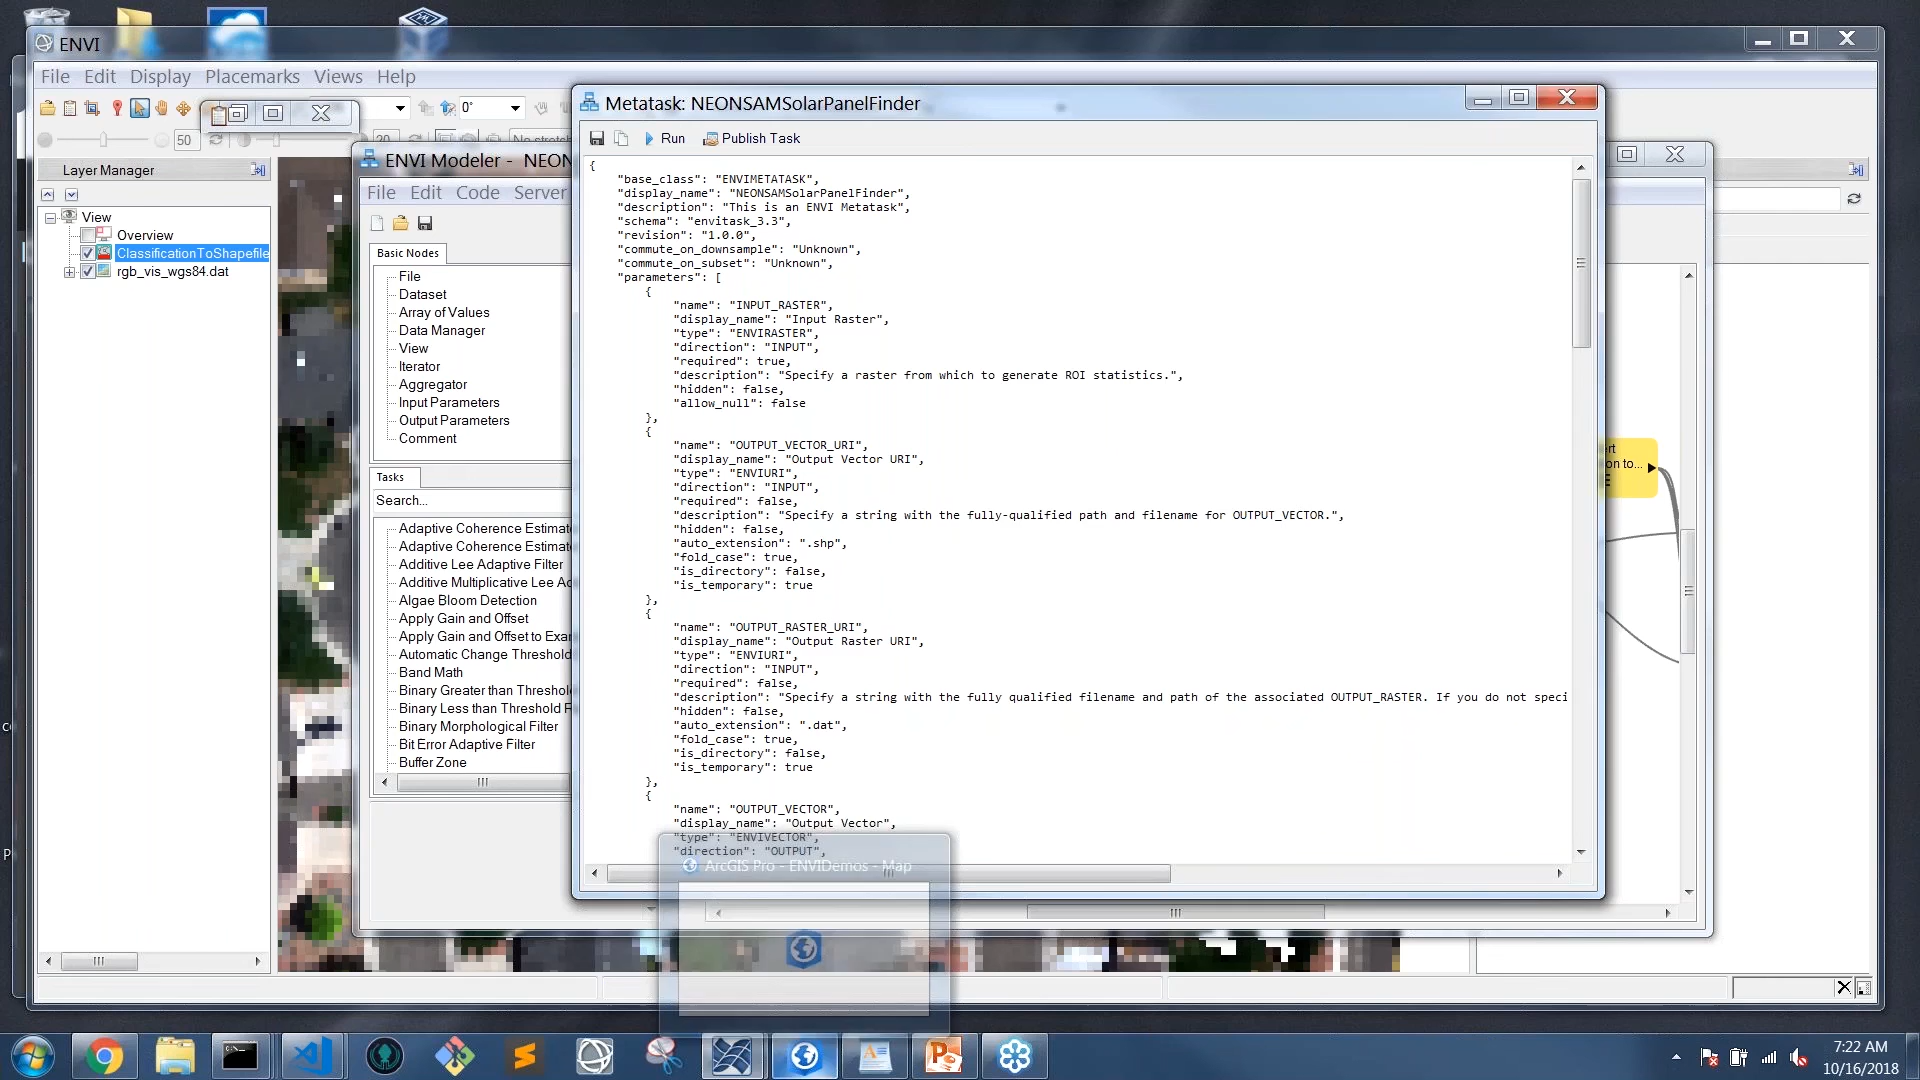 ENVI
File Edit Display Placemarks Views Help
0°
50
20
No stretch
Layer Manager
View
Overview
ClassificationToShapefile
rgb_vis_wgs84.dat
ENVI Modeler - NEON
File Edit Code Server
Basic Nodes
File
Dataset
Array of Values
Data Manager
View
Iterator
Aggregator
Input Parameters
Output Parameters
Comment
Tasks
Search...
Adaptive Coherence Estimat
Adaptive Coherence Estimat
Additive Lee Adaptive Filter
Additive Multiplicative Lee Ad
Algae Bloom Detection
Apply Gain and Offset
Apply Gain and Offset to Exa
Automatic Change Threshold
Band Math
Binary Greater than Threshol
Binary Less than Threshold F
Binary Morphological Filter
Bit Error Adaptive Filter
Buffer Zone
Metatask: NEONSAMSolarPanelFinder
Run Publish Task
{
"base_class": "ENVIMETATASK",
"display_name": "NEONSAMSolarPanelFinder",
"description": "This is an ENVI Metatask",
"schema": "envitask_3.3",
"revision": "1.0.0",
"commute_on_downsample": "Unknown",
"commute_on_subset": "Unknown",
"parameters": [
{
"name": "INPUT_RASTER",
"display_name": "Input Raster",
"type": "ENVIRASTER",
"direction": "INPUT",
"required": true,
"description": "Specify a raster from which to generate ROI statistics.",
"hidden": false,
"allow_null": false
},
{
"name": "OUTPUT_VECTOR_URI",
"display_name": "Output Vector URI",
"type": "ENVIURI",
"direction": "INPUT",
"required": false,
"description": "Specify a string with the fully-qualified path and filename for OUTPUT_VECTOR.",
"hidden": false,
"auto_extension": ".shp",
"fold_case": true,
"is_directory": false,
"is_temporary": true
},
{
"name": "OUTPUT_RASTER_URI",
"display_name": "Output Raster URI",
"type": "ENVIURI",
"direction": "INPUT",
"required": false,
"description": "Specify a string with the fully qualified filename and path of the associated OUTPUT_RASTER. If you do not speci
"hidden": false,
"auto_extension": ".dat",
"fold_case": true,
"is_directory": false,
"is_temporary": true
},
{
"name": "OUTPUT_VECTOR",
"display_name": "Output Vector",
"type": "ENVIVECTOR",
"direction": "OUTPUT",
rt
on to...
ArcGIS Pro - ENVIDemos - Map
7:22 AM
10/16/2018